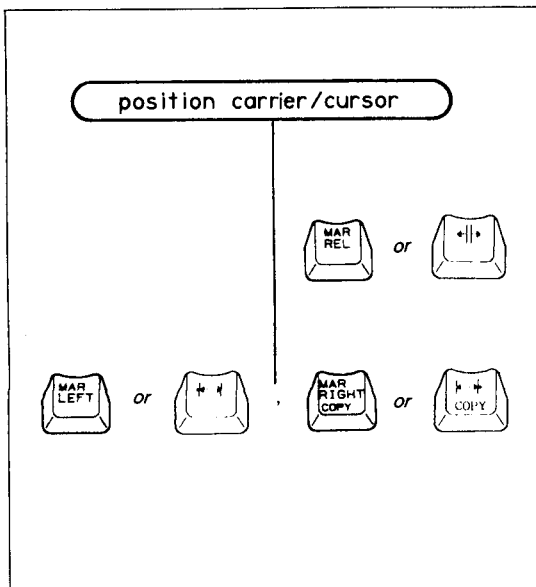 position carrier/cursor
MAR
REL
or
MAR
LEFT
or
,
MAR
RIGHT
COPY
or
COPY